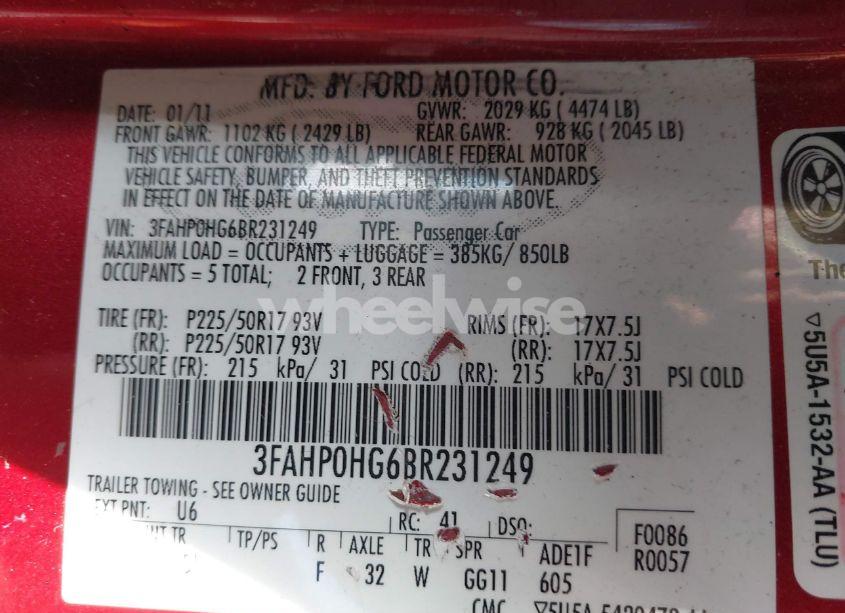 MFD. BY FORD MOTOR CO.
DATE: 01/11 GVWR: 2029 KG ( 4474 LB)
FRONT GAWR: 1102 KG ( 2429 LB) REAR GAWR: 928 KG ( 2045 LB)
THIS VEHICLE CONFORMS TO ALL APPLICABLE FEDERAL MOTOR
VEHICLE SAFETY, BUMPER, AND THEFT PREVENTION STANDARDS
IN EFFECT ON THE DATE OF MANUFACTURE SHOWN ABOVE.
VIN: 3FAHP0HG6BR231249 TYPE: Passenger Car
MAXIMUM LOAD = OCCUPANTS + LUGGAGE = 385KG/ 850LB
OCCUPANTS = 5 TOTAL; 2 FRONT, 3 REAR
wheelwise
TIRE (FR): P225/50R17 93V RIMS (FR): 17X7.5J
(RR): P225/50R17 93V (RR): 17X7.5J
PRESSURE (FR): 215 kPa/ 31 PSI COLD (RR): 215 kPa/ 31 PSI COLD
3FAHP0HG6BR231249
TRAILER TOWING - SEE OWNER GUIDE
EXT PNT: U6 RC: 41 DSO: F0086
INT TR TP/PS R AXLE TR SPR ADE1F R0057
F 32 W GG11 605
CMC
The
▽5U5A-1532-AA (TLU)